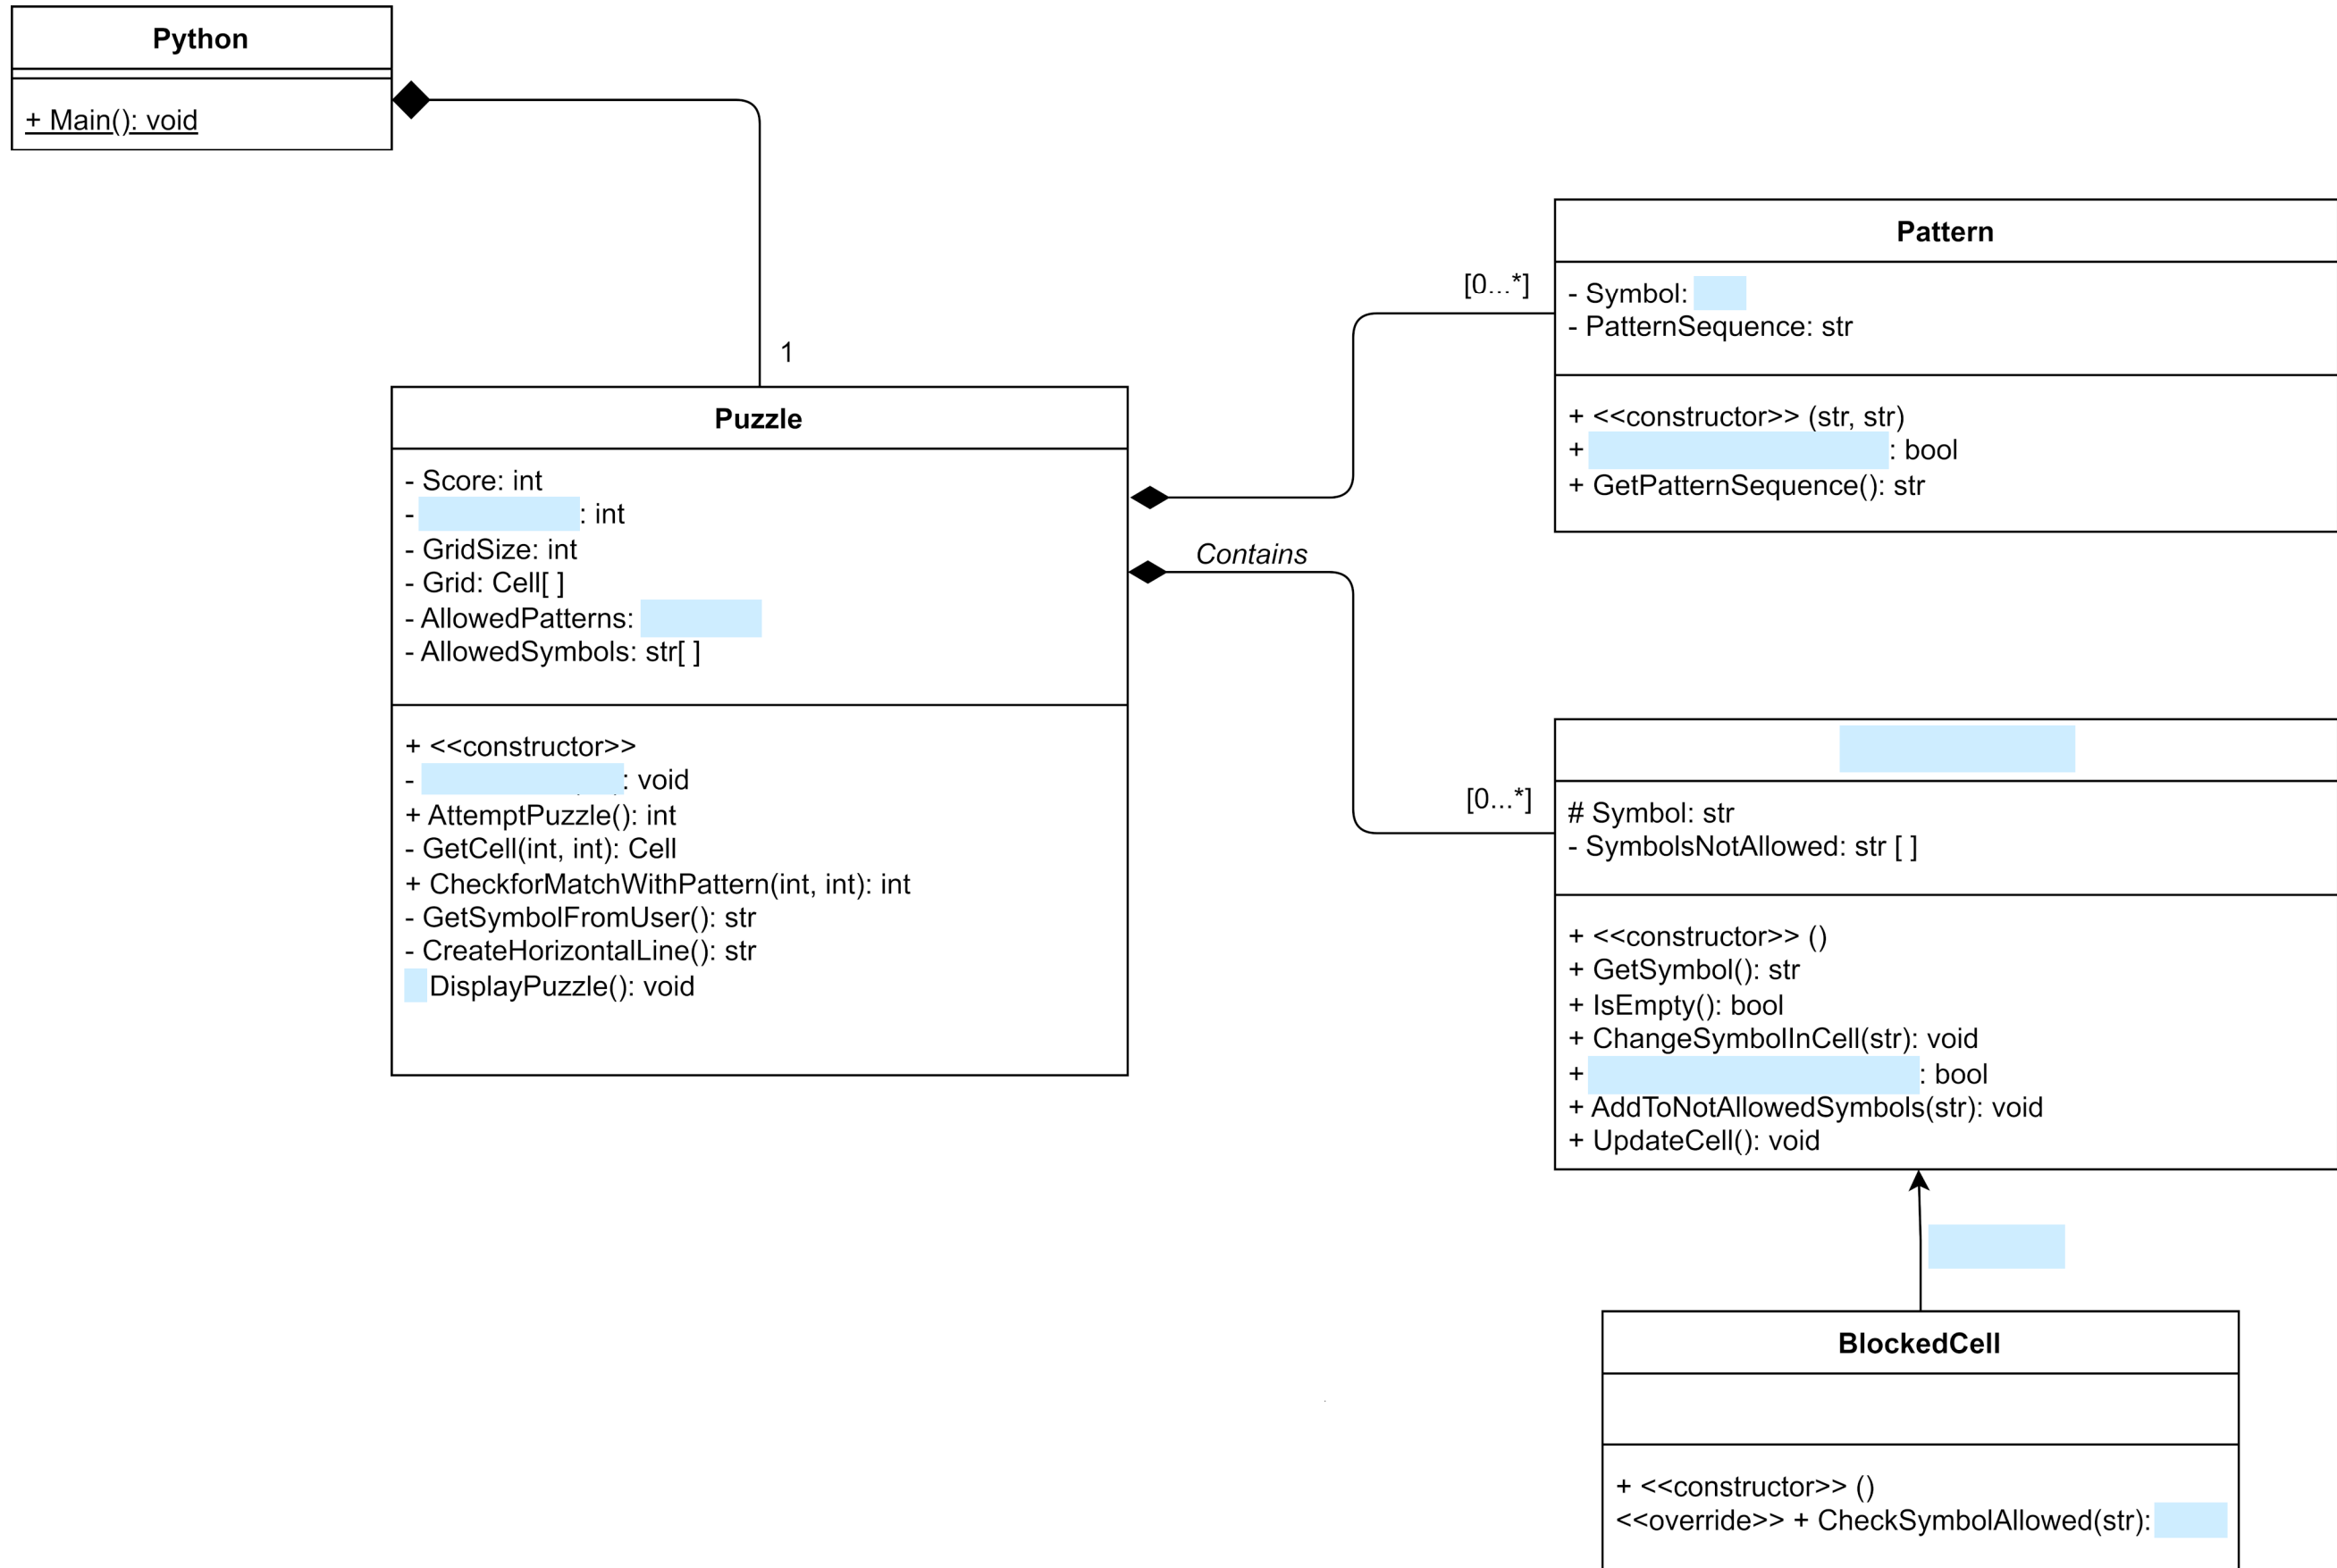 Python
+ Main(): void
Pattern
[0...*]
- Symbol:
- PatternSequence: str
1
+ <<constructor>> (str, str)
+ : bool
+ GetPatternSequence(): str
Puzzle
- Score: int
- : int
- GridSize: int
- Grid: Cell[ ]
- AllowedPatterns:
- AllowedSymbols: str[ ]
Contains
+ <<constructor>>
- : void
+ AttemptPuzzle(): int
- GetCell(int, int): Cell
+ CheckforMatchWithPattern(int, int): int
- GetSymbolFromUser(): str
- CreateHorizontalLine(): str
DisplayPuzzle(): void
[0...*]
# Symbol: str
- SymbolsNotAllowed: str [ ]
+ <<constructor>> ()
+ GetSymbol(): str
+ IsEmpty(): bool
+ ChangeSymbolInCell(str): void
+ : bool
+ AddToNotAllowedSymbols(str): void
+ UpdateCell(): void
BlockedCell
+ <<constructor>> ()
<<override>> + CheckSymbolAllowed(str):